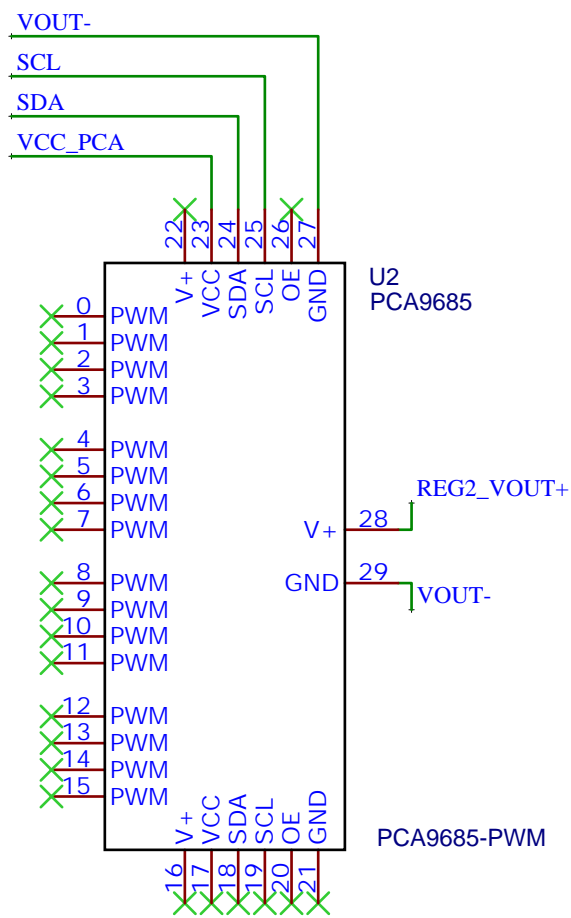 VOUT-
SCL
SDA
VCC_PCA
22 23 24 25 26 27
V+ VCC SDA SCL OE GND
U2
PCA9685
0 PWM
1 PWM
2 PWM
3 PWM
4 PWM
5 PWM
6 PWM
7 PWM
REG2_VOUT+
V+ 28
8 PWM
GND 29
VOUT-
9 PWM
10 PWM
11 PWM
12 PWM
13 PWM
14 PWM
15 PWM
V+ VCC SDA SCL OE GND
PCA9685-PWM
16 17 18 19 20 21